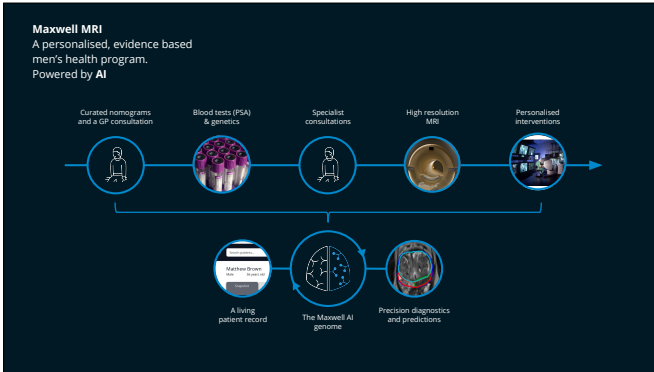 Maxwell MRI
A personalised, evidence based
men's health program.
Powered by AI
Curated nomograms
and a GP consultation
Blood tests (PSA)
& genetics
Specialist
consultations
High resolution
MRI
Personalised
interventions
Matthew Brown
Male
A living
patient record
The Maxwell AI
genome
Precision diagnostics
and predictions